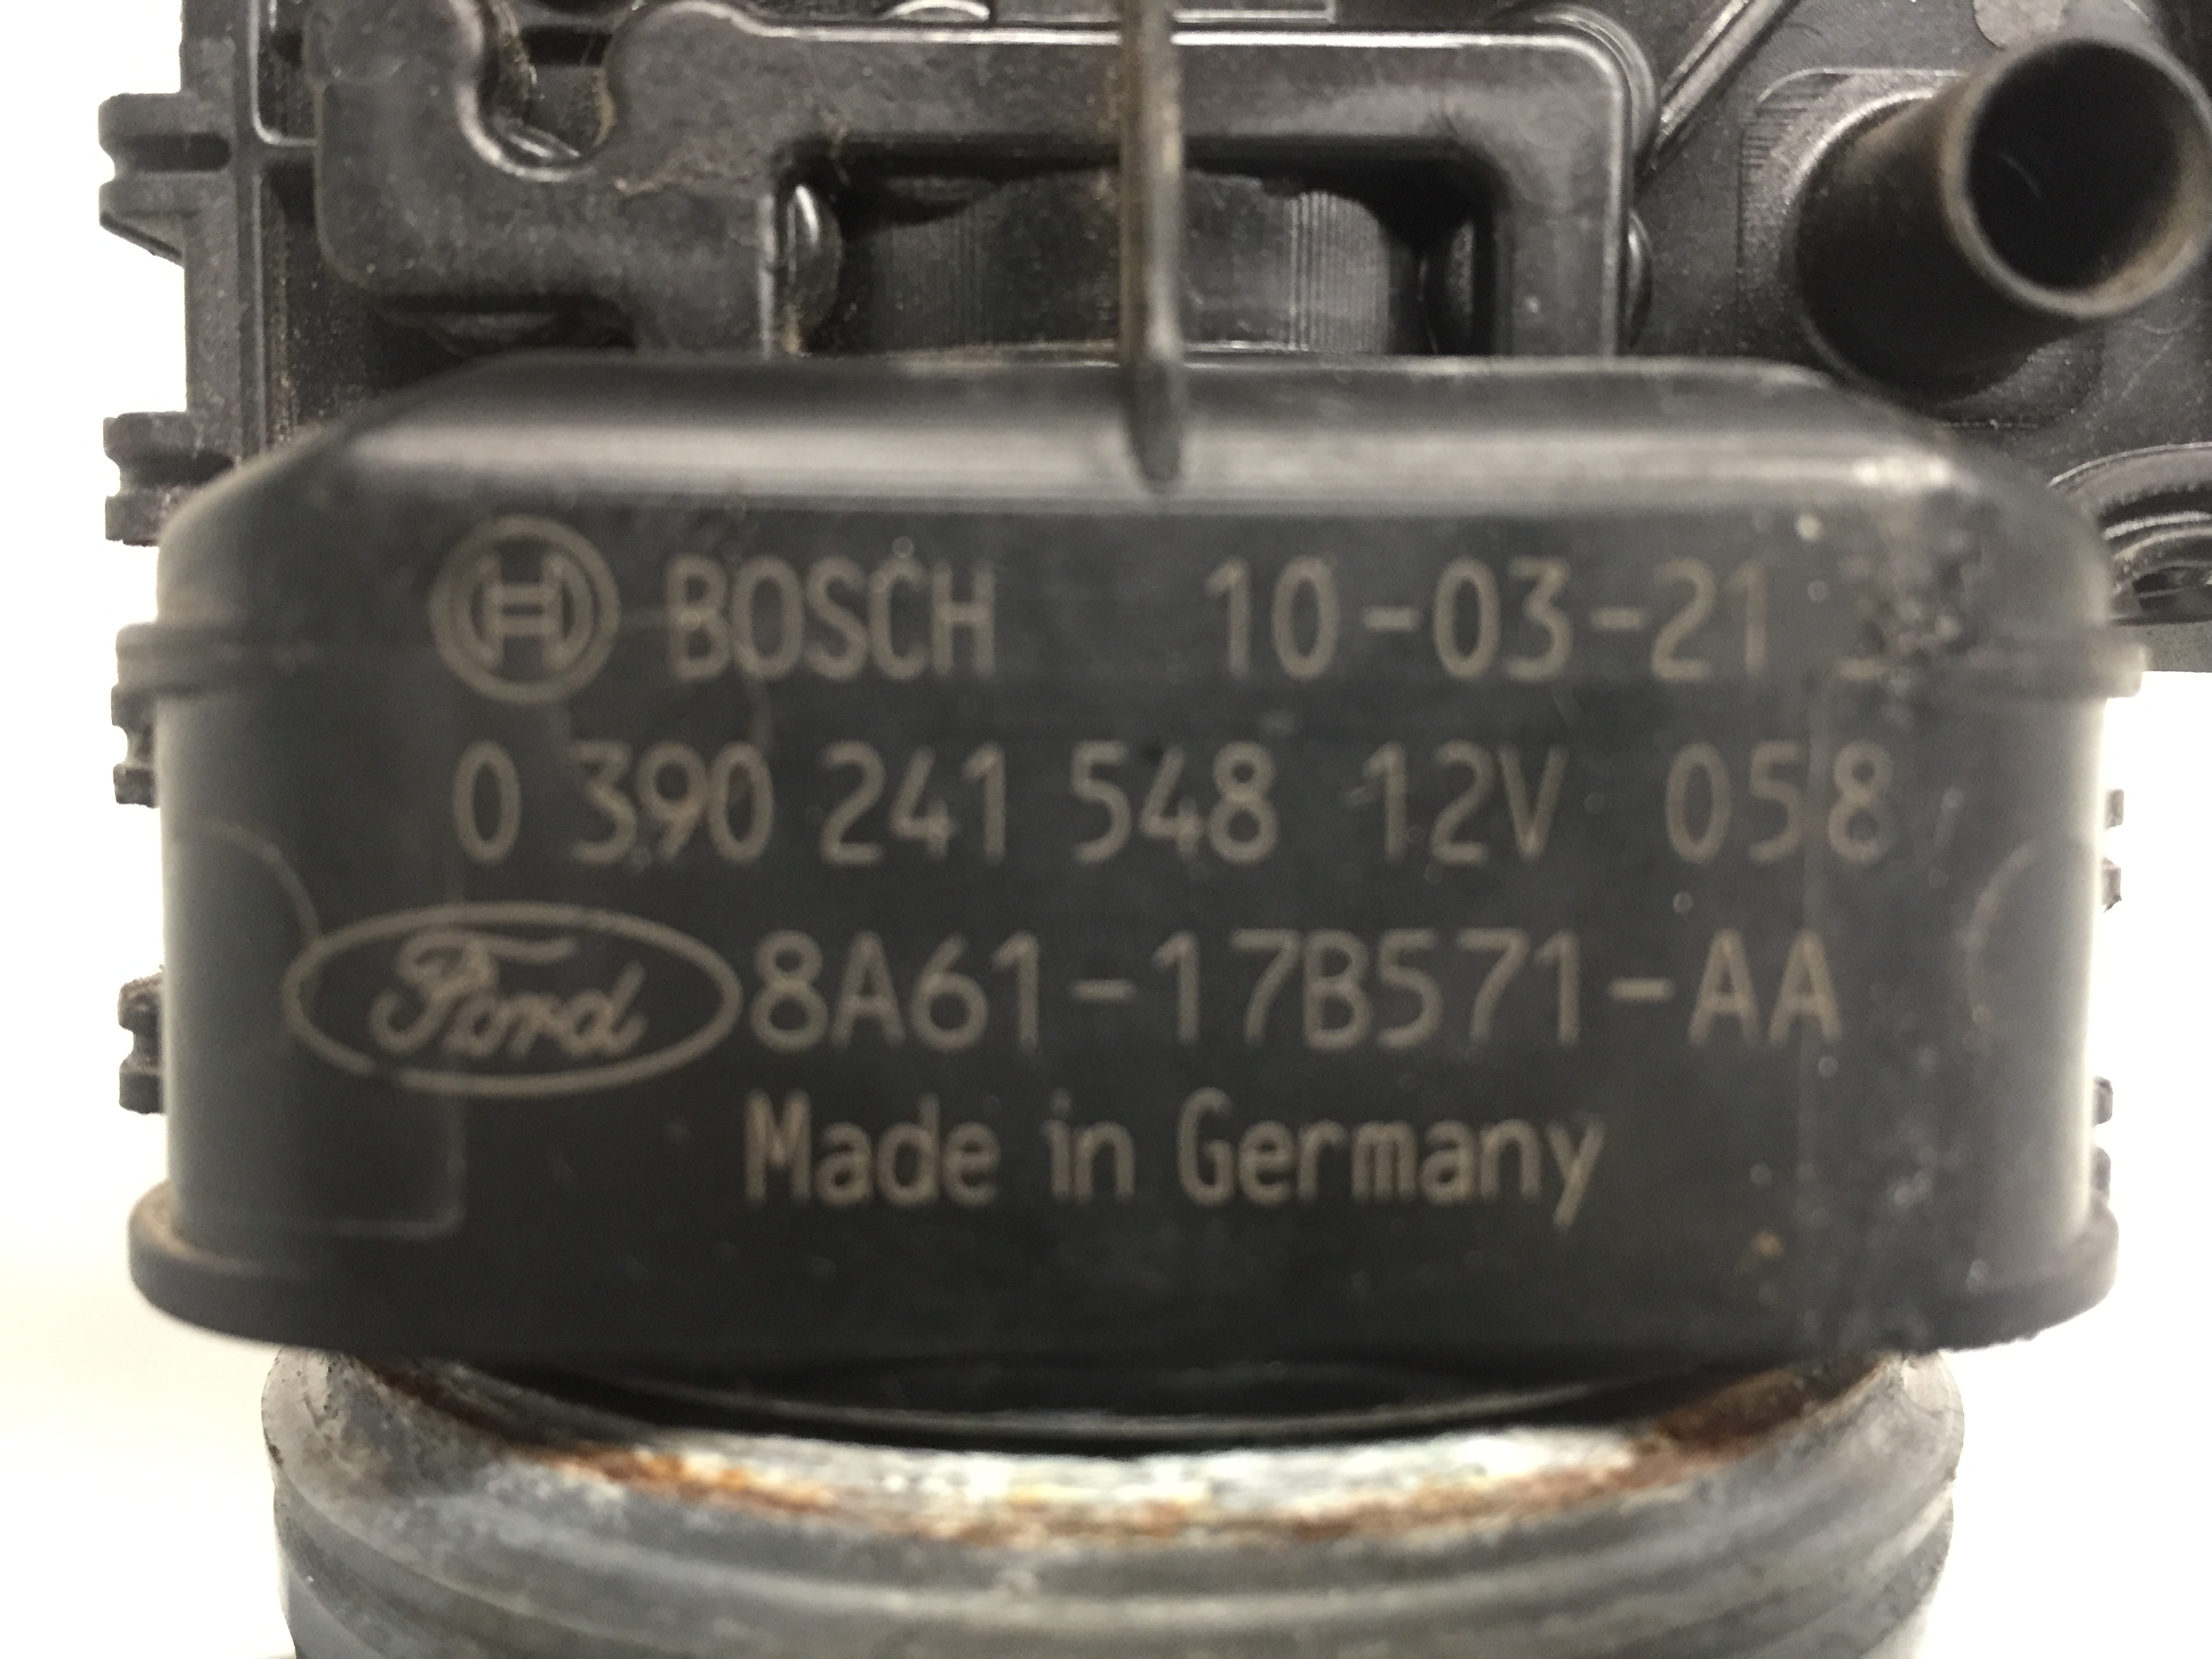 BOSCH 10-03-21
0 390 241 548 12V 058
Ford 8A61-17B571-AA
Made in Germany